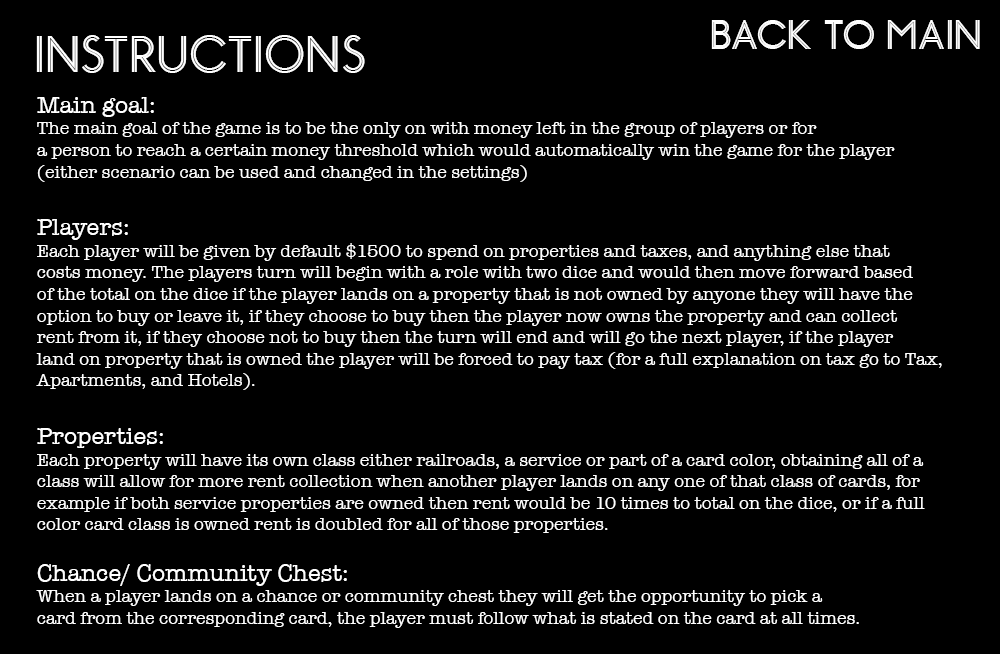 INSTRUCTIONS
BACK TO MAIN
Main goal:
The main goal of the game is to be the only on with money left in the group of players or for
a person to reach a certain money threshold which would automatically win the game for the player
(either scenario can be used and changed in the settings)
Players:
Each player will be given by default $1500 to spend on properties and taxes, and anything else that
costs money. The players turn will begin with a role with two dice and would then move forward based
of the total on the dice if the player lands on a property that is not owned by anyone they will have the
option to buy or leave it, if they choose to buy then the player now owns the property and can collect
rent from it, if they choose not to buy then the turn will end and will go the next player, if the player
land on property that is owned the player will be forced to pay tax (for a full explanation on tax go to Tax,
Apartments, and Hotels).
Properties:
Each property will have its own class either railroads, a service or part of a card color, obtaining all of a
class will allow for more rent collection when another player lands on any one of that class of cards, for
example if both service properties are owned then rent would be 10 times to total on the dice, or if a full
color card class is owned rent is doubled for all of those properties.
Chance/ Community Chest:
When a player lands on a chance or community chest they will get the opportunity to pick a
card from the corresponding card, the player must follow what is stated on the card at all times.